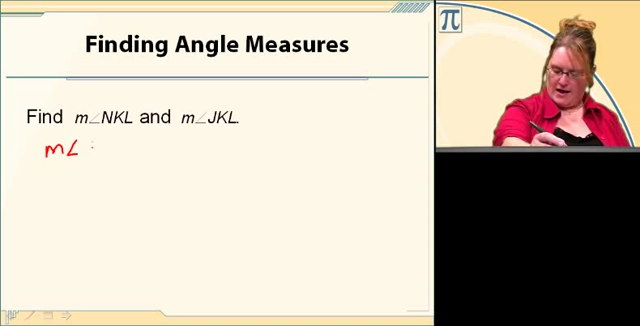 Finding Angle Measures
π
Find m∠NKL and m∠JKL.
m∠